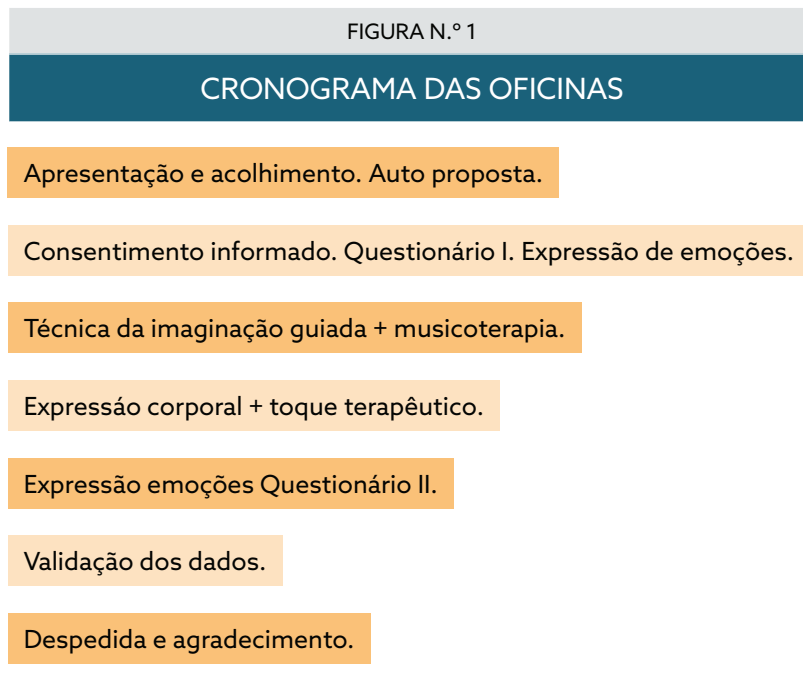 FIGURA N.º 1
CRONOGRAMA DAS OFICINAS
Apresentação e acolhimento. Auto proposta.
Consentimento informado. Questionário I. Expressão de emoções.
Técnica da imaginação guiada + musicoterapia.
Expressáo corporal + toque terapêutico.
Expressão emoções Questionário II.
Validação dos dados.
Despedida e agradecimento.